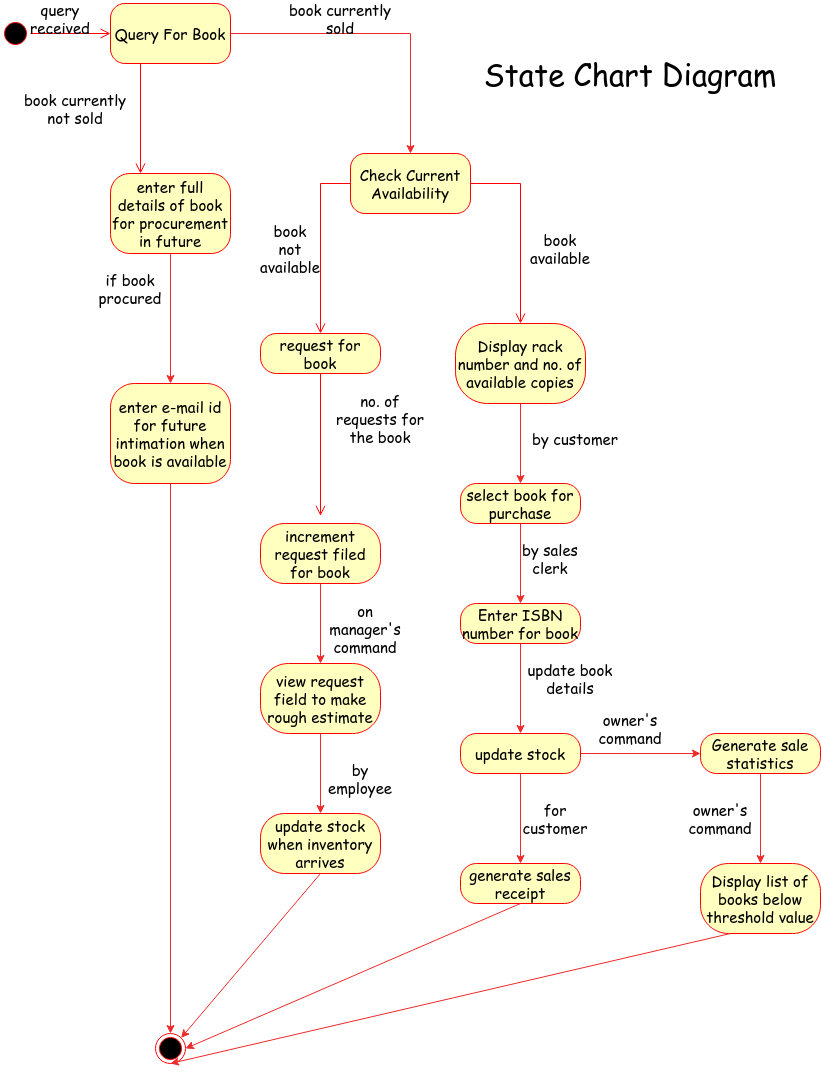 query
received
Query For Book
book currently
sold
State Chart Diagram
book currently
not sold
enter full
details of book
for procurement
in future
Check Current
Availability
book
not
available
book
available
if book
procured
request for
book
Display rack
number and no. of
available copies
enter e-mail id
for future
intimation when
book is available
no. of
requests for
the book
by customer
select book for
purchase
increment
request filed
for book
by sales
clerk
on
manager's
command
Enter ISBN
number for book
view request
field to make
rough estimate
update book
details
owner's
command
update stock
Generate sale
statistics
by
employee
for
customer
owner's
command
update stock
when inventory
arrives
generate sales
receipt
Display list of
books below
threshold value